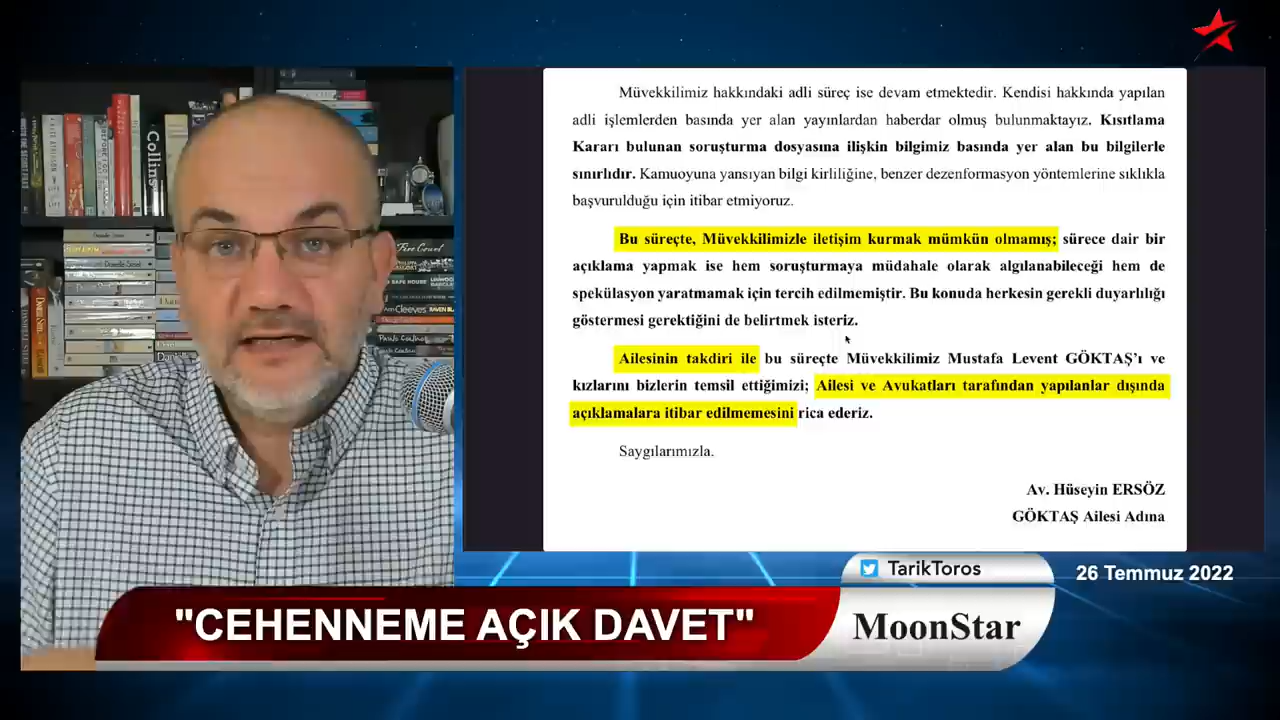 Müvekkilimiz hakkındaki adli süreç ise devam etmektedir. Kendisi hakkında yapılan
adli işlemlerden basında yer alan yayınlardan haberdar olmuş bulunmaktayız. Kısıtlama
Kararı bulunan soruşturma dosyasına ilişkin bilgimiz basında yer alan bu bilgilerle
sınırlıdır. Kamuoyuna yansıyan bilgi kirliliğine, benzer dezenformasyon yöntemlerine sıklıkla
başvurulduğu için itibar etmiyoruz.
Bu süreçte, Müvekkilimizle iletişim kurmak mümkün olmamış; sürece dair bir
açıklama yapmak ise hem soruşturmaya müdahale olarak algılanabileceği hem de
spekülasyon yaratmamak için tercih edilmemiştir. Bu konuda herkesin gerekli duyarlılığı
göstermesi gerektiğini de belirtmek isteriz.
Ailesinin takdiri ile bu süreçte Müvekkilimiz Mustafa Levent GÖKTAŞ'ı ve
kızlarını bizlerin temsil ettiğimizi; Ailesi ve Avukatları tarafından yapılanlar dışında
açıklamalara itibar edilmemesini rica ederiz.
Saygılarımızla.
Av. Hüseyin ERSÖZ
GÖKTAŞ Ailesi Adına
Collins
TarikToros
26 Temmuz 2022
"CEHENNEME AÇIK DAVET"
MoonStar